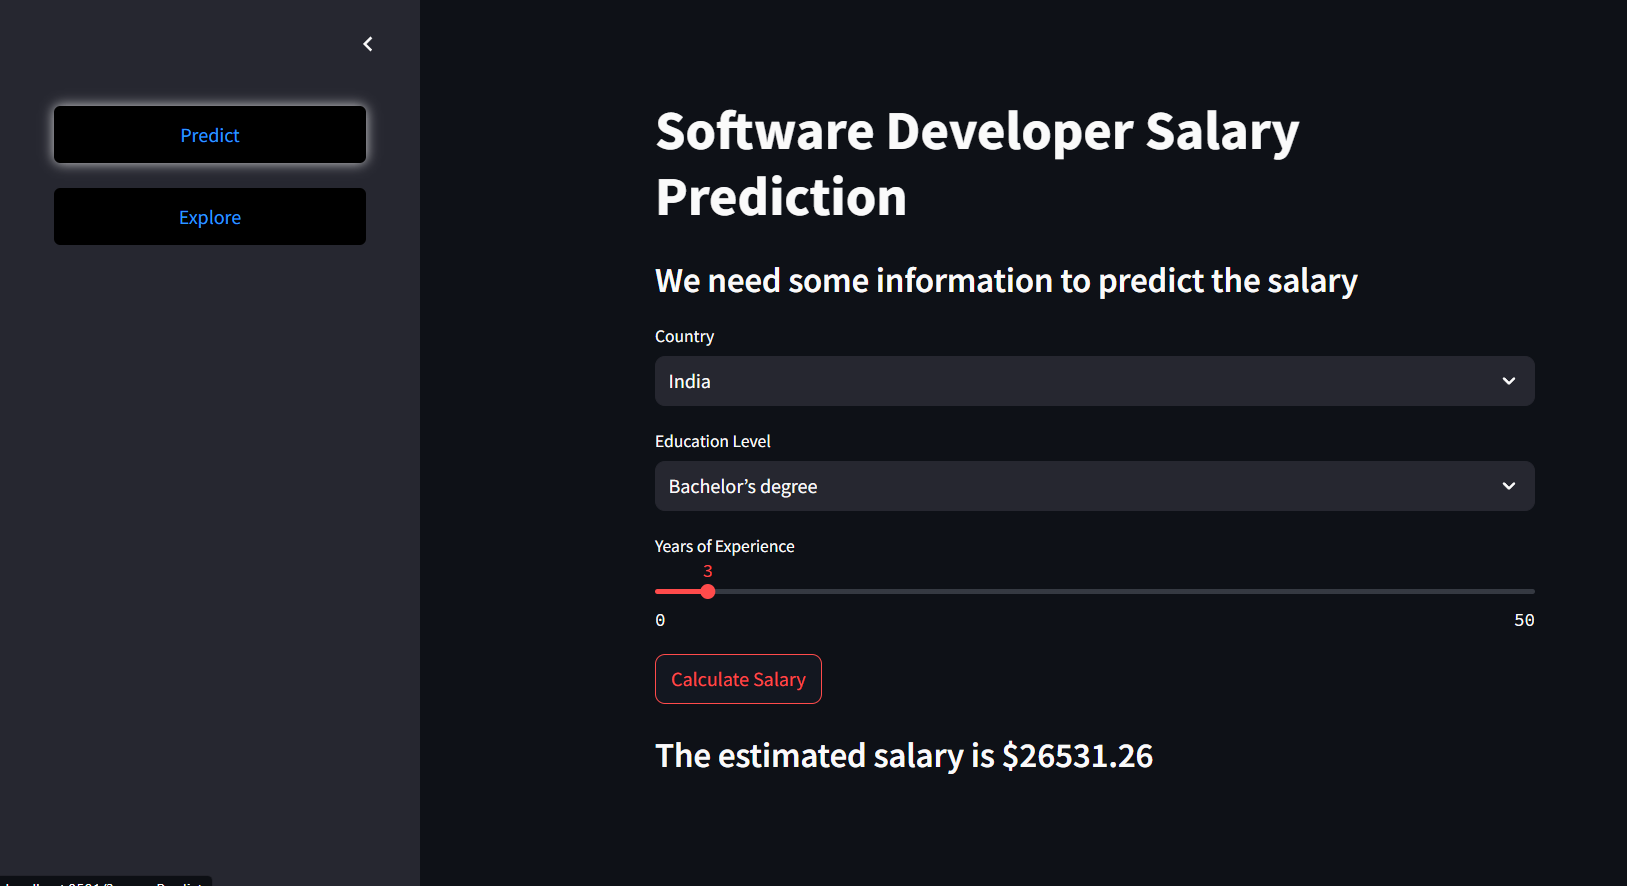 Predict
Explore
Software Developer Salary
Prediction
We need some information to predict the salary
Country
India
Education Level
Bachelor’s degree
Years of Experience
3
0
50
Calculate Salary
The estimated salary is $26531.26